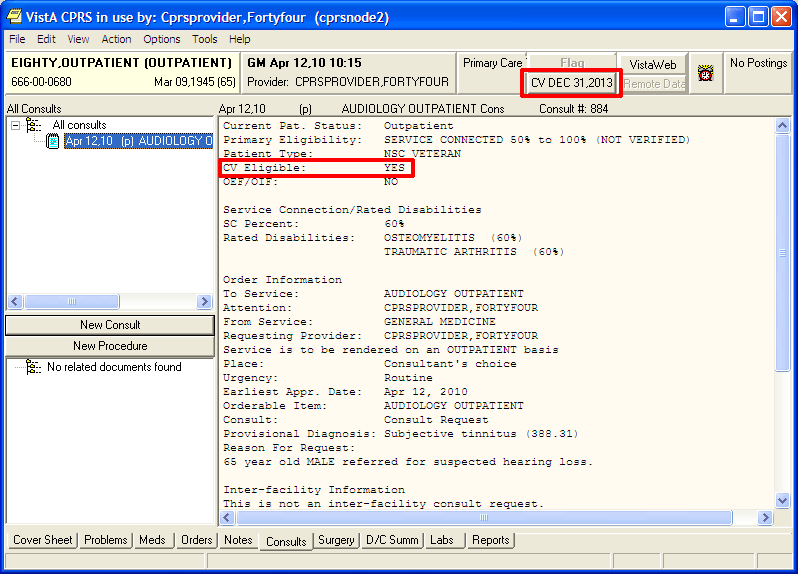 VistA CPRS in use by: Cprsprovider,Fortyfour (cprsnode2)
File Edit View Action Options Tools Help
EIGHTY,OUTPATIENT (OUTPATIENT)
666-00-0680 Mar 09,1945 (65)
GM Apr 12,10 10:15
Provider: CPRSPROVIDER,FORTYFOUR
Primary Care
Flag
CV DEC 31,2013
VistaWeb
Remote Data
No Postings
All Consults
All consults
Apr 12,10 (p) AUDIOLOGY O
New Consult
New Procedure
No related documents found
Apr 12,10 (p) AUDIOLOGY OUTPATIENT Cons Consult #: 884
Current Pat. Status: Outpatient
Primary Eligibility: SERVICE CONNECTED 50% to 100% (NOT VERIFIED)
Patient Type: NSC VETERAN
CV Eligible: YES
OEF/OIF: NO
Service Connection/Rated Disabilities
SC Percent: 60%
Rated Disabilities: OSTEOMYELITIS (60%)
TRAUMATIC ARTHRITIS (60%)
Order Information
To Service: AUDIOLOGY OUTPATIENT
Attention: CPRSPROVIDER,FORTYFOUR
From Service: GENERAL MEDICINE
Requesting Provider: CPRSPROVIDER,FORTYFOUR
Service is to be rendered on an OUTPATIENT basis
Place: Consultant's choice
Urgency: Routine
Earliest Appr. Date: Apr 12, 2010
Orderable Item: AUDIOLOGY OUTPATIENT
Consult: Consult Request
Provisional Diagnosis: Subjective tinnitus (388.31)
Reason For Request:
65 year old MALE referred for suspected hearing loss.
Inter-facility Information
This is not an inter-facility consult request.
Cover Sheet Problems Meds Orders Notes Consults Surgery D/C Summ Labs Reports